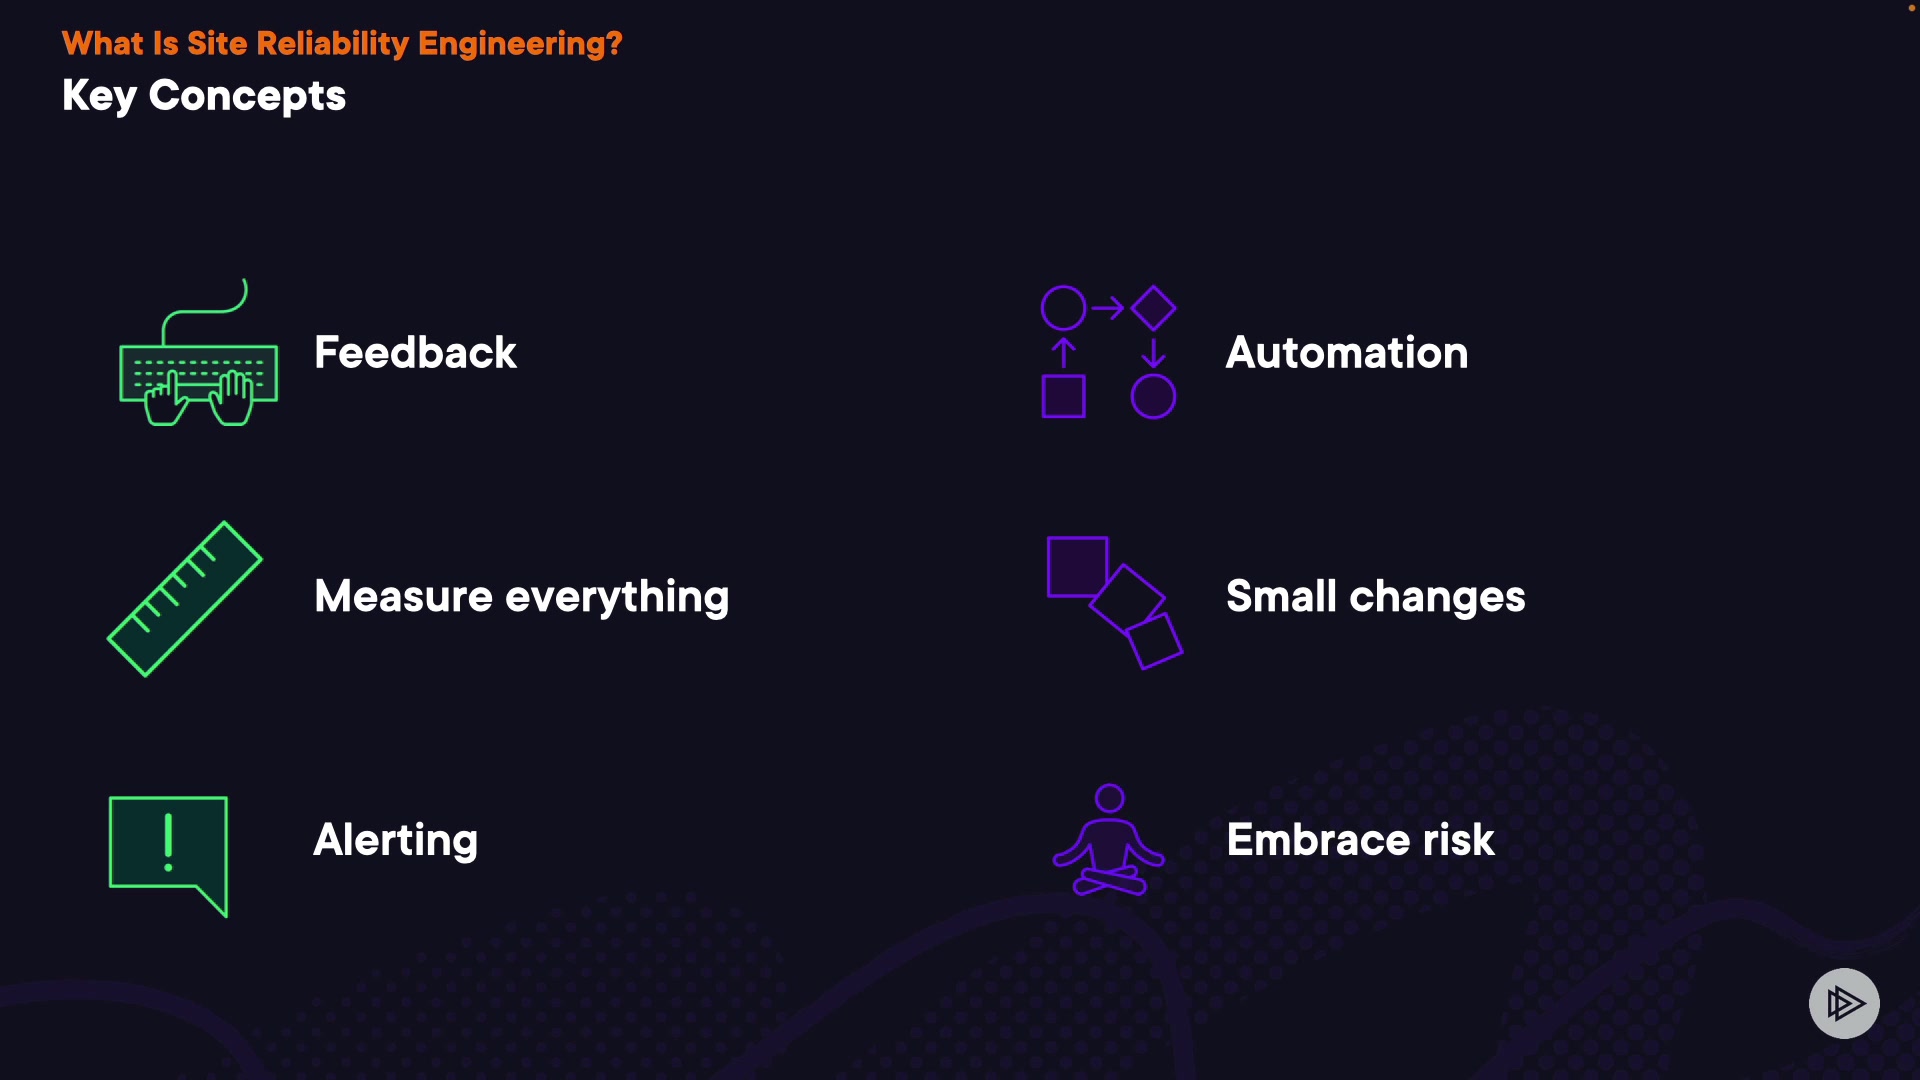 What Is Site Reliability Engineering?
Key Concepts
Feedback
Automation
Measure everything
Small changes
Alerting
Embrace risk